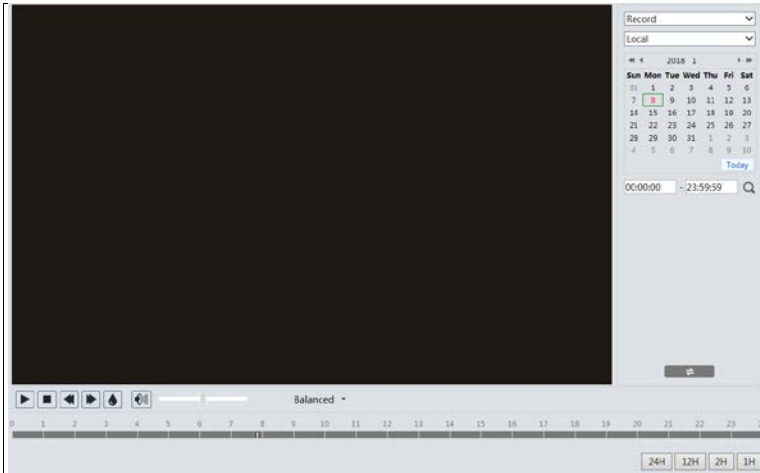 Record
Local
2018 1
Sun Mon Tue Wed Thu Fri Sat
31 1 2 3 4 5 6
7 8 9 10 11 12 13
14 15 16 17 18 19 20
21 22 23 24 25 26 27
28 29 30 31 1 2 3
4 5 6 7 8 9 10
Today
00:00:00 - 23:59:59
Balanced
0 1 2 3 4 5 6 7 8 9 10 11 12 13 14 15 16 17 18 19 20 21 22 23
24H 12H 2H 1H